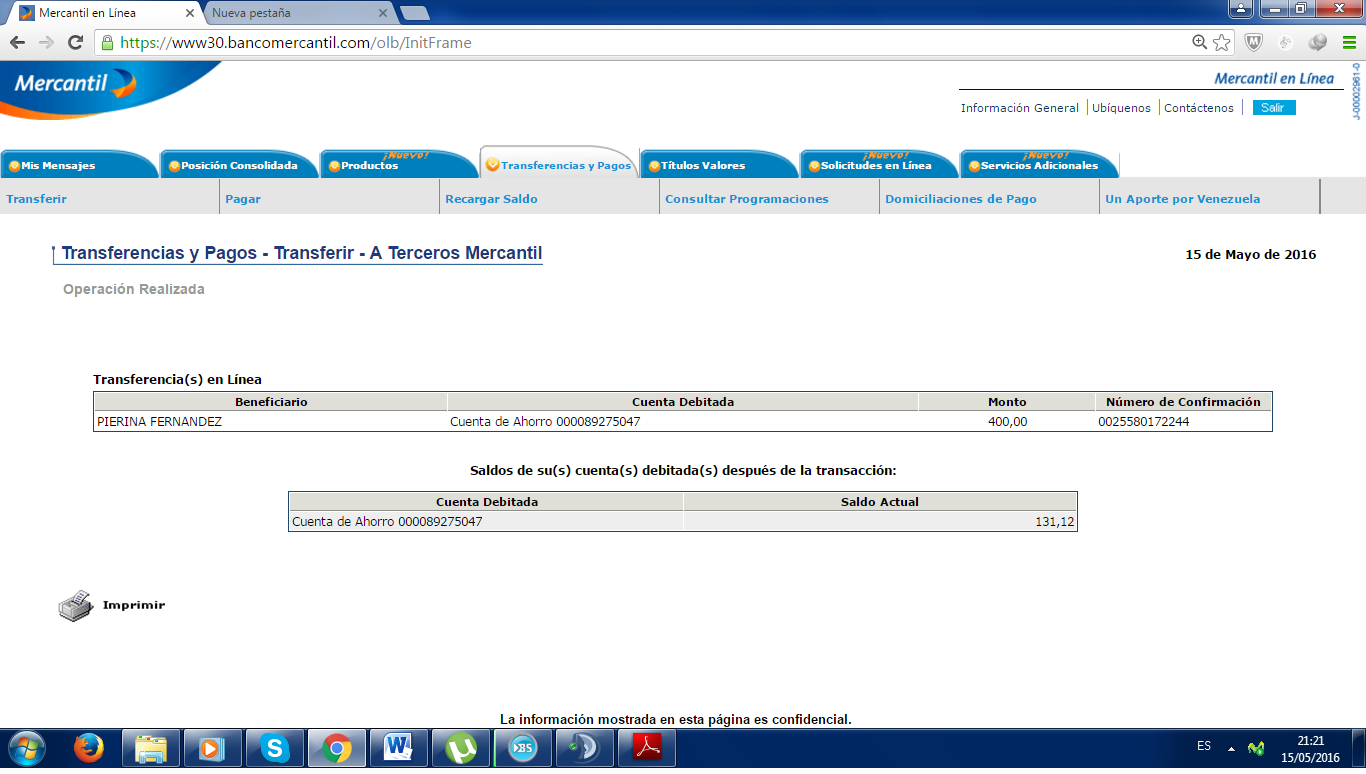 Mercantil en Línea
Nueva pestaña
https://www30.bancomercantil.com/olb/InitFrame
Mercantil
Mercantil en Línea
J-00002961-0
Información General Ubíquenos Contáctenos Salir
Mis Mensajes
Posición Consolidada
¡Nuevo!
Productos
Transferencias y Pagos
Títulos Valores
¡Nuevo!
Solicitudes en Línea
¡Nuevo!
Servicios Adicionales
Transferir Pagar Recargar Saldo Consultar Programaciones Domiciliaciones de Pago Un Aporte por Venezuela
Transferencias y Pagos - Transferir - A Terceros Mercantil
15 de Mayo de 2016
Operación Realizada
Transferencia(s) en Línea
Beneficiario Cuenta Debitada Monto Número de Confirmación
PIERINA FERNANDEZ Cuenta de Ahorro 000089275047 400,00 0025580172244
Saldos de su(s) cuenta(s) debitada(s) después de la transacción:
Cuenta Debitada Saldo Actual
Cuenta de Ahorro 000089275047 131,12
Imprimir
La información mostrada en esta página es confidencial.
ES
21:21
15/05/2016